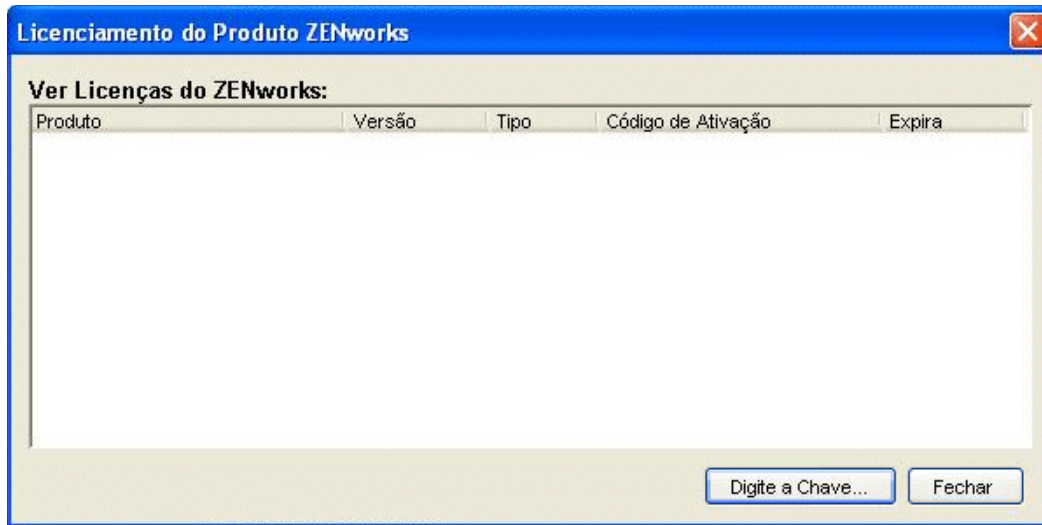 Licenciamento do Produto ZENworks
Ver Licenças do ZENworks:
Produto Versão Tipo Código de Ativação Expira
Digite a Chave... Fechar